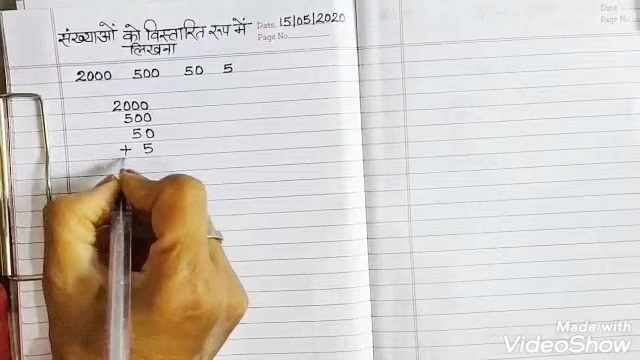 संख्याओं को विस्तारित रूप में
लिखना
Date. 15/05/2020
Page No.
2000 500 50 5
2000
500
50
+ 5
Date.
Page No.
Made with
VideoShow